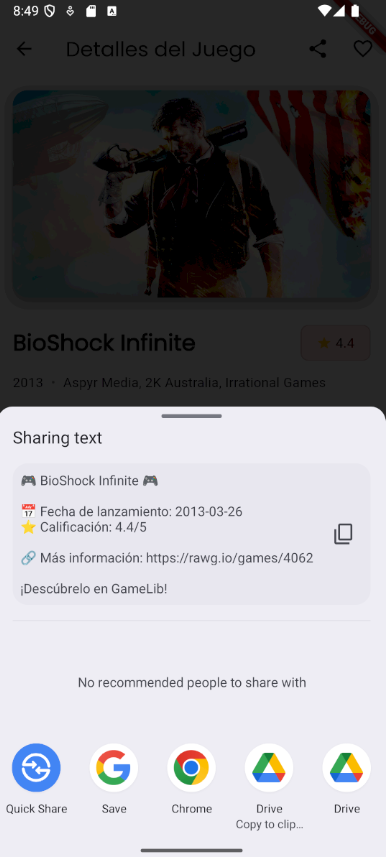 8:49
Detalles del Juego
BioShock Infinite
⭐ 4.4
2013 • Aspyr Media, 2K Australia, Irrational Games
Sharing text
🎮 BioShock Infinite 🎮
📅 Fecha de lanzamiento: 2013-03-26
⭐ Calificación: 4.4/5
🔗 Más información: https://rawg.io/games/4062
¡Descúbrelo en GameLib!
No recommended people to share with
Quick Share
Save
Chrome
Drive
Copy to clip...
Drive